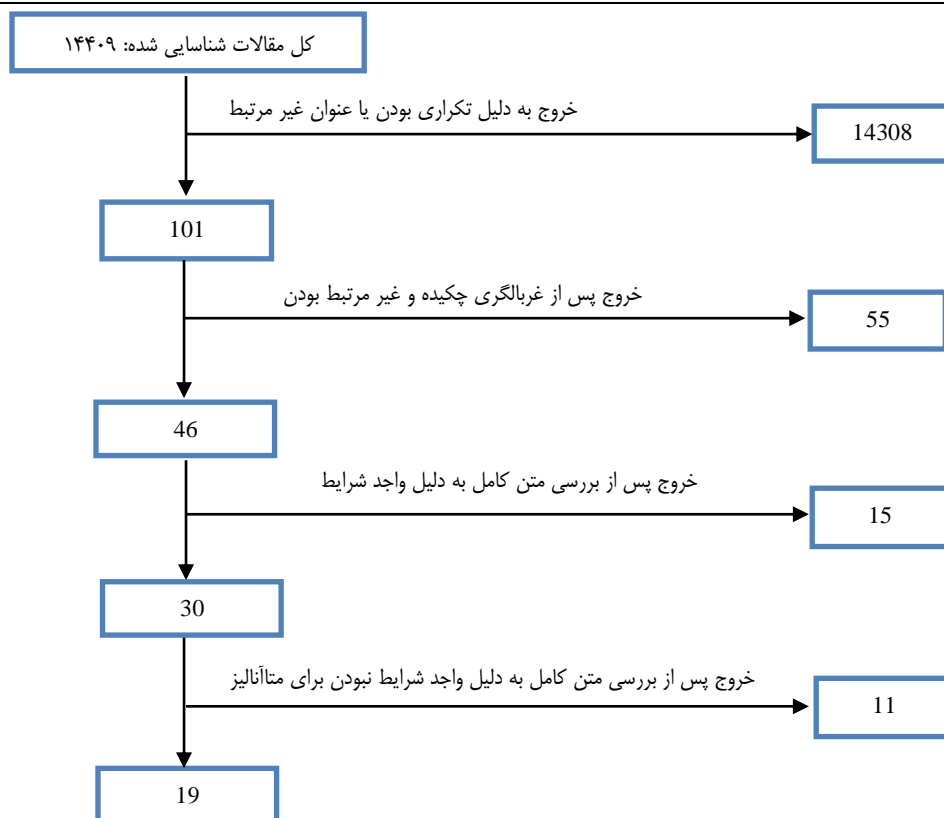 کل مقالات شناسایی شده: ۱۴۴۰۹
خروج به دلیل تکراری بودن یا عنوان غیر مرتبط
14308
101
خروج پس از غربالگری چکیده و غیر مرتبط بودن
55
46
خروج پس از بررسی متن کامل به دلیل واجد شرایط
15
30
خروج پس از بررسی متن کامل به دلیل واجد شرایط نبودن برای متاآنالیز
11
19